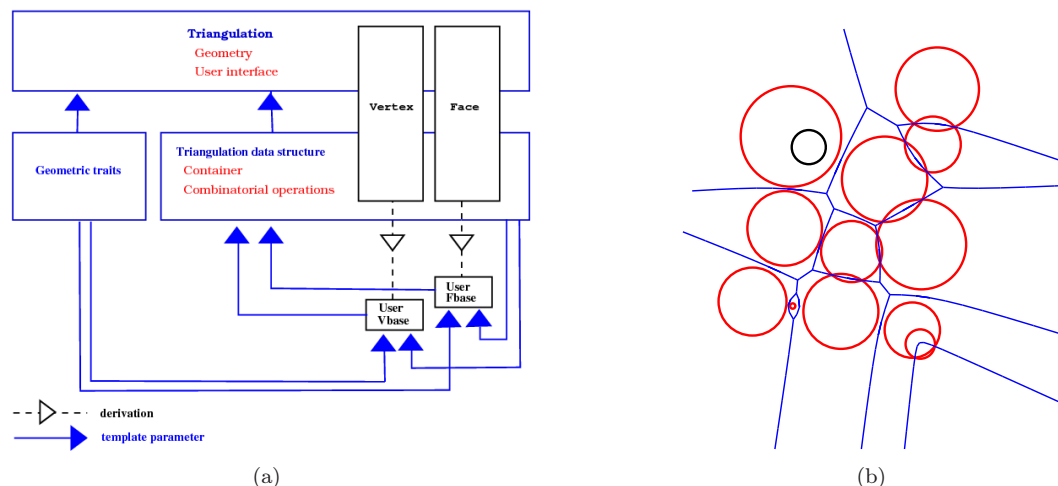 Triangulation
Geometry
User interface
Vertex
Face
Geometric traits
Triangulation data structure
Container
Combinatorial operations
User
Fbase
User
Vbase
derivation
template parameter
(a)
(b)